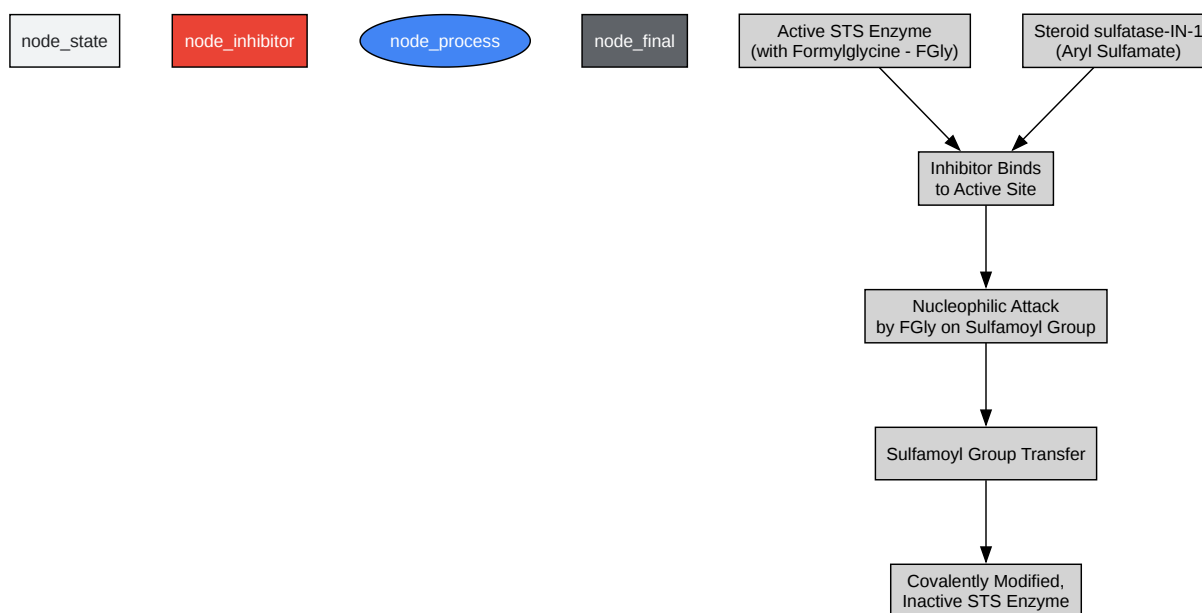 node_state
node_inhibitor
node_process
node_final
Active STS Enzyme
(with Formylglycine - FGly)
Steroid sulfatase-IN-1
(Aryl Sulfamate)
Inhibitor Binds
to Active Site
Nucleophilic Attack
by FGly on Sulfamoyl Group
Sulfamoyl Group Transfer
Covalently Modified,
Inactive STS Enzyme